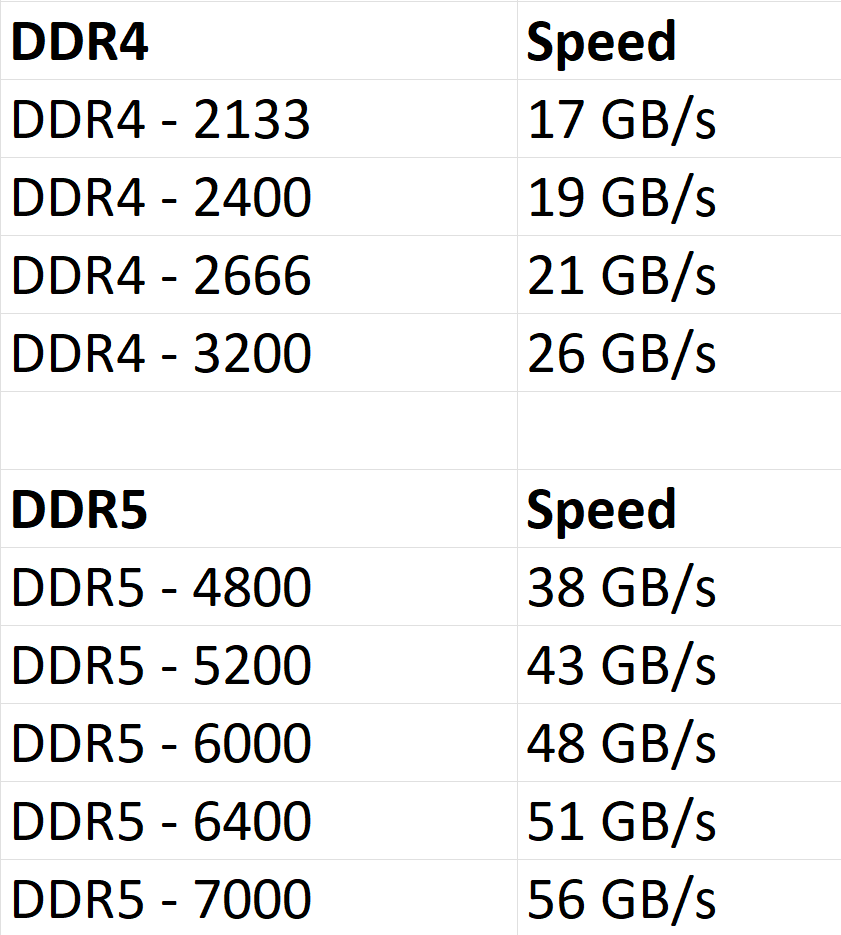 DDR4 Speed
DDR4 - 2133 17 GB/s
DDR4 - 2400 19 GB/s
DDR4 - 2666 21 GB/s
DDR4 - 3200 26 GB/s
DDR5 Speed
DDR5 - 4800 38 GB/s
DDR5 - 5200 43 GB/s
DDR5 - 6000 48 GB/s
DDR5 - 6400 51 GB/s
DDR5 - 7000 56 GB/s